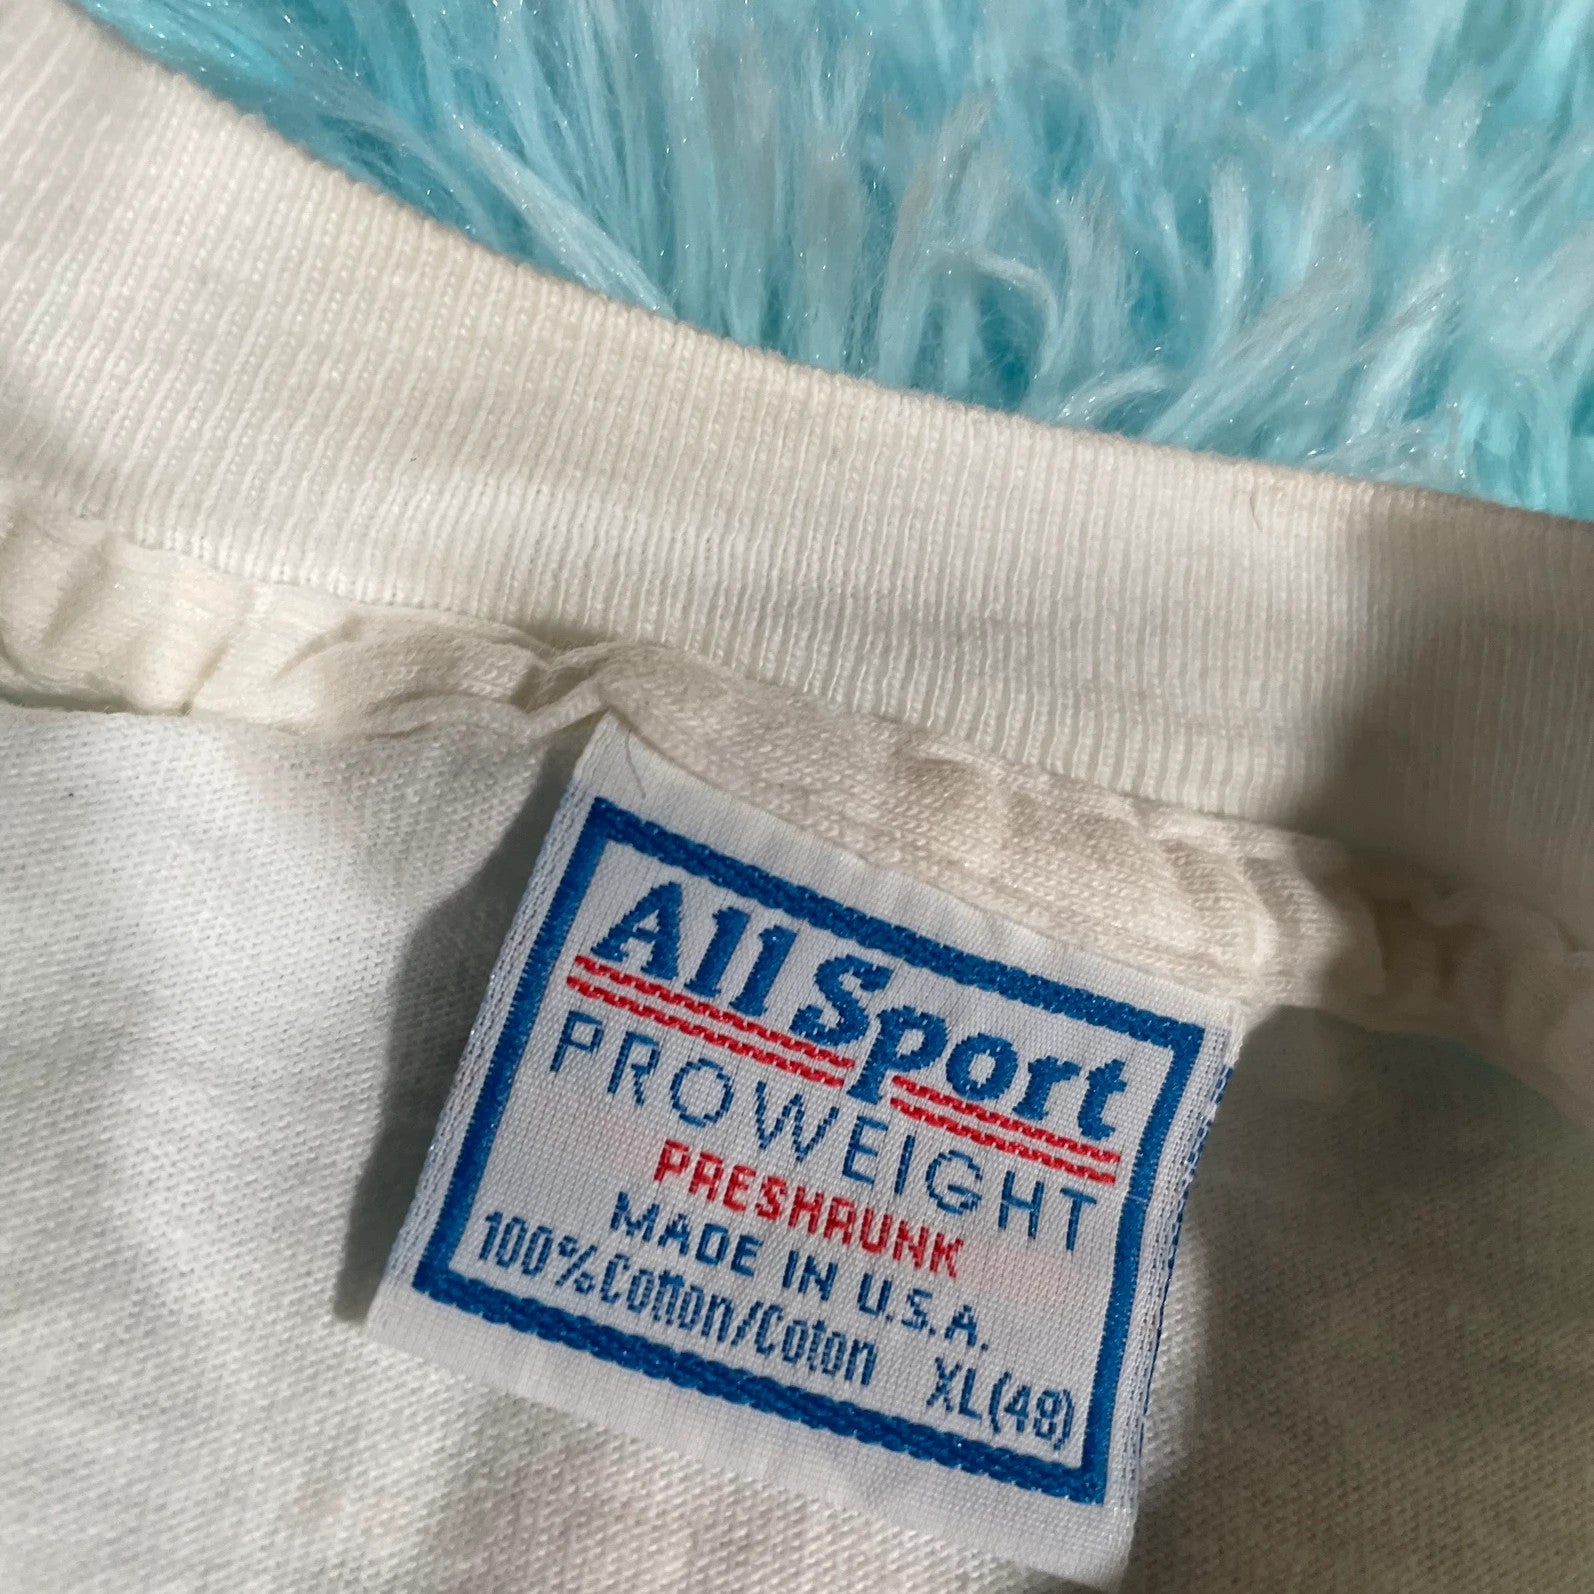 All Sport
PROWEIGHT
PRESHRUNK
MADE IN U.S.A.
100% Cotton/Coton XL(48)